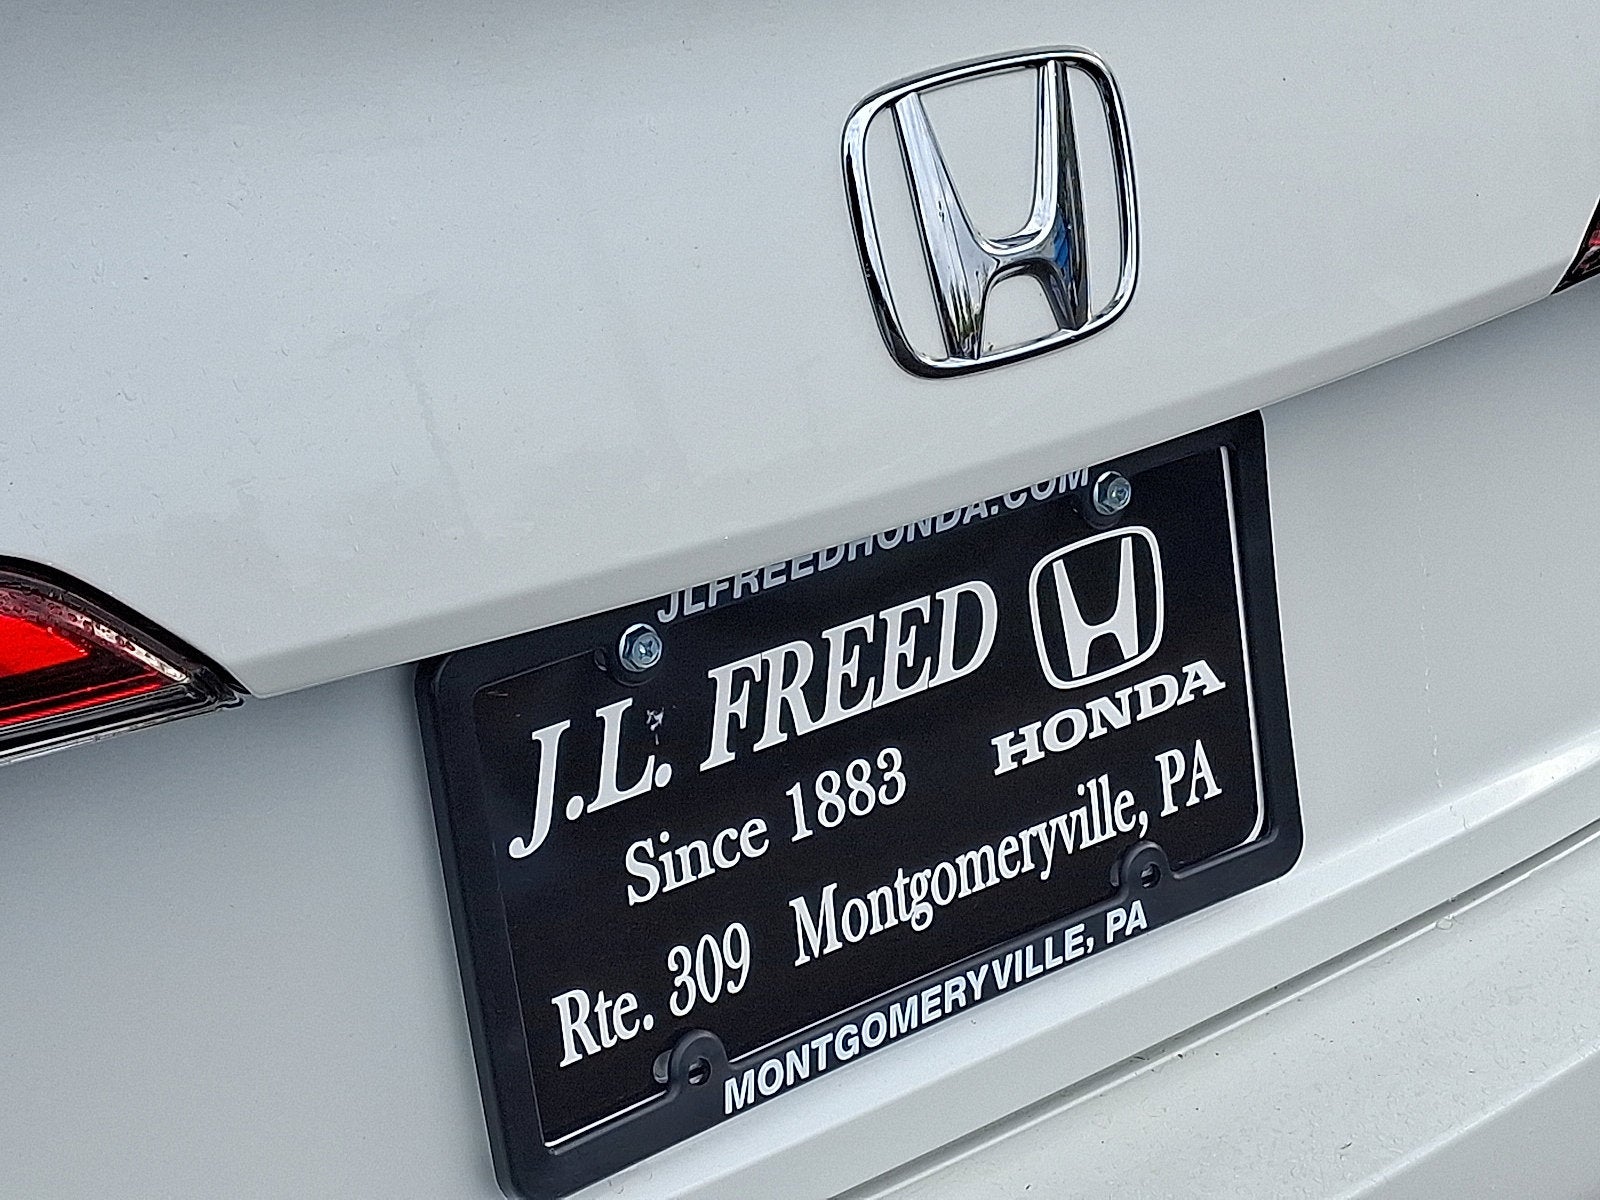 JLFREEDHONDA.COM
J.L. FREED
HONDA
Since 1883
Rte. 309 Montgomeryville, PA
MONTGOMERYVILLE, PA